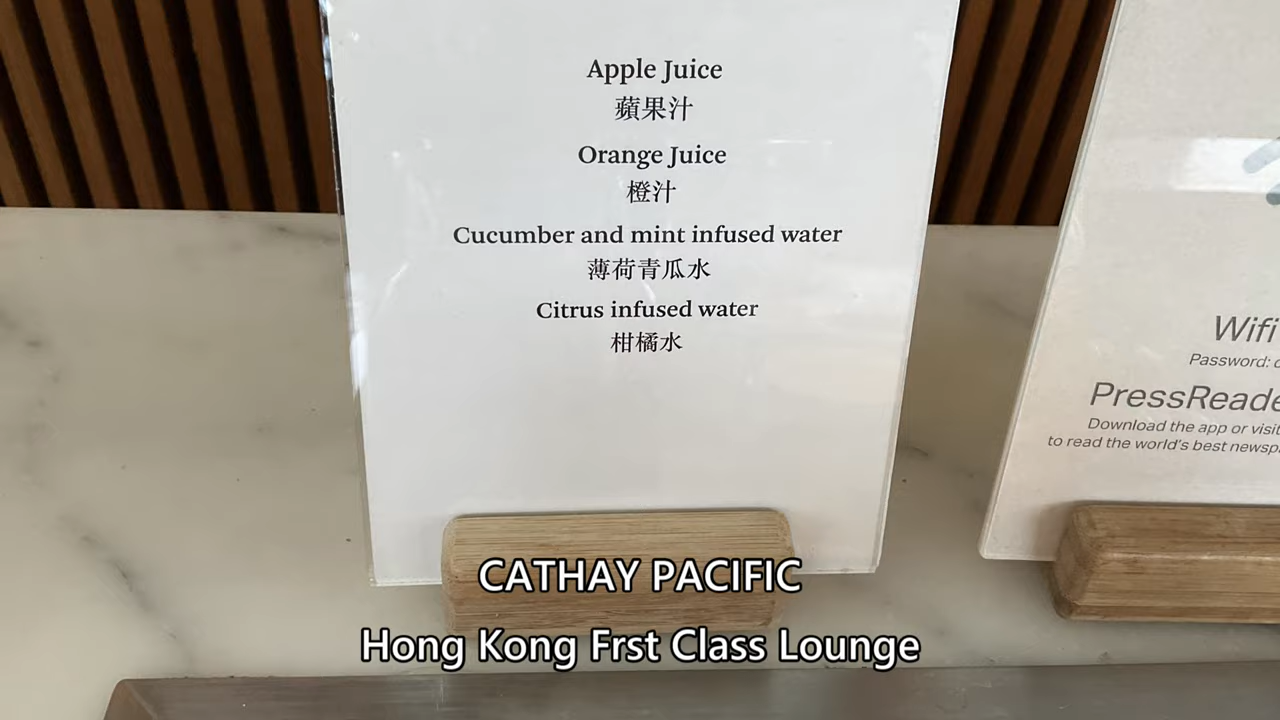 Apple Juice
蘋果汁
Orange Juice
橙汁
Cucumber and mint infused water
薄荷青瓜水
Citrus infused water
柑橘水
Wifi
Password:
PressReade
Download the app or visit
to read the world's best newsp
CATHAY PACIFIC
Hong Kong Frst Class Lounge